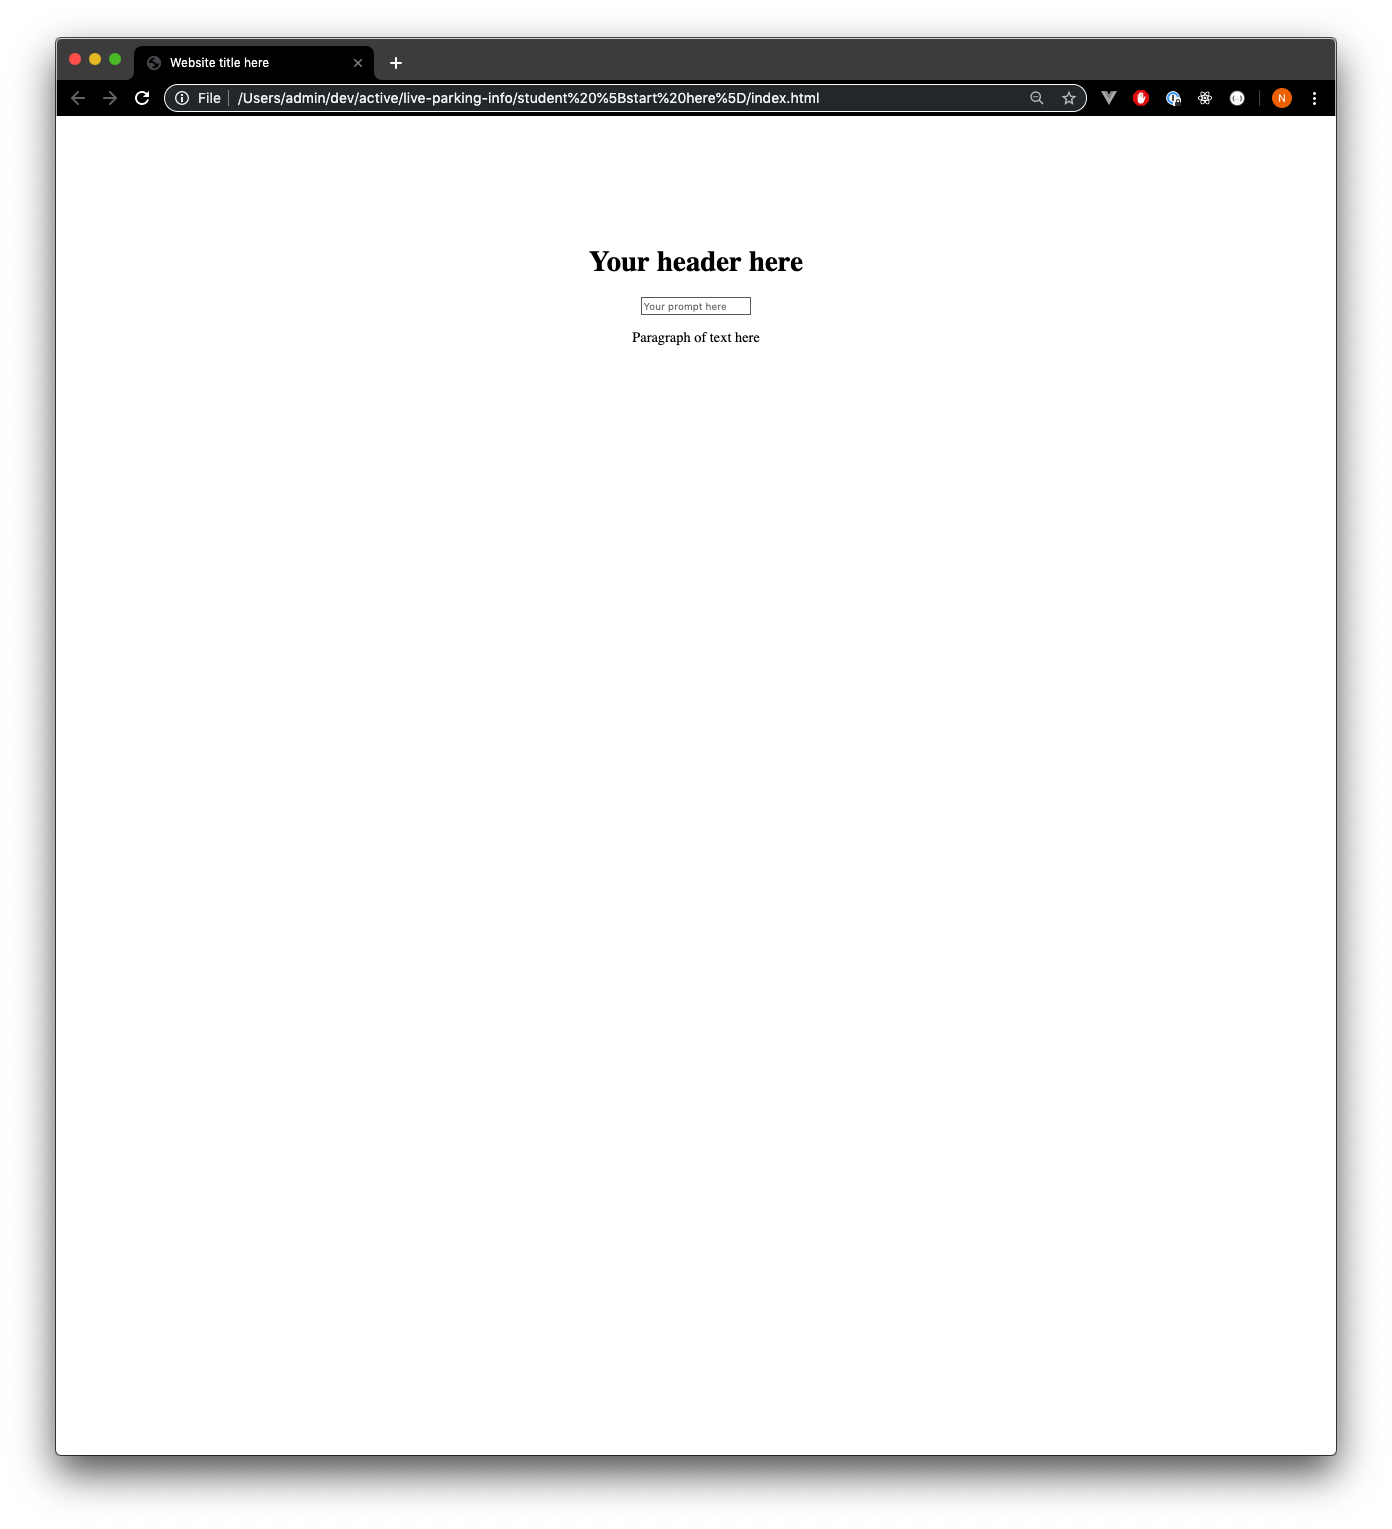 Website title here
File /Users/admin/dev/active/live-parking-info/student%20%5Bstart%20here%5D/index.html
N
Your header here
Your prompt here
Paragraph of text here